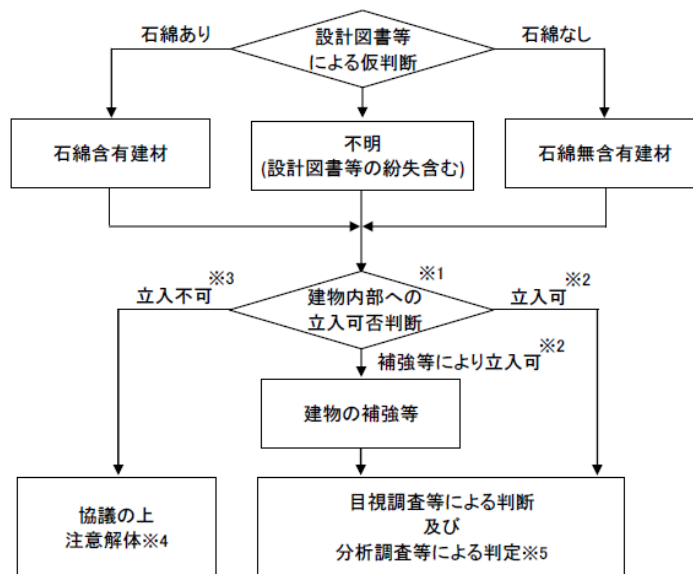 石綿あり
設計図書等
による仮判断
石綿なし
石綿含有建材
不明
(設計図書等の紛失含む)
石綿無含有建材
立入不可※3
建物内部への
立入可否判断
※1
立入可※2
補強等により立入可※2
建物の補強等
協議の上
注意解体※4
目視調査等による判断
及び
分析調査等による判定※5